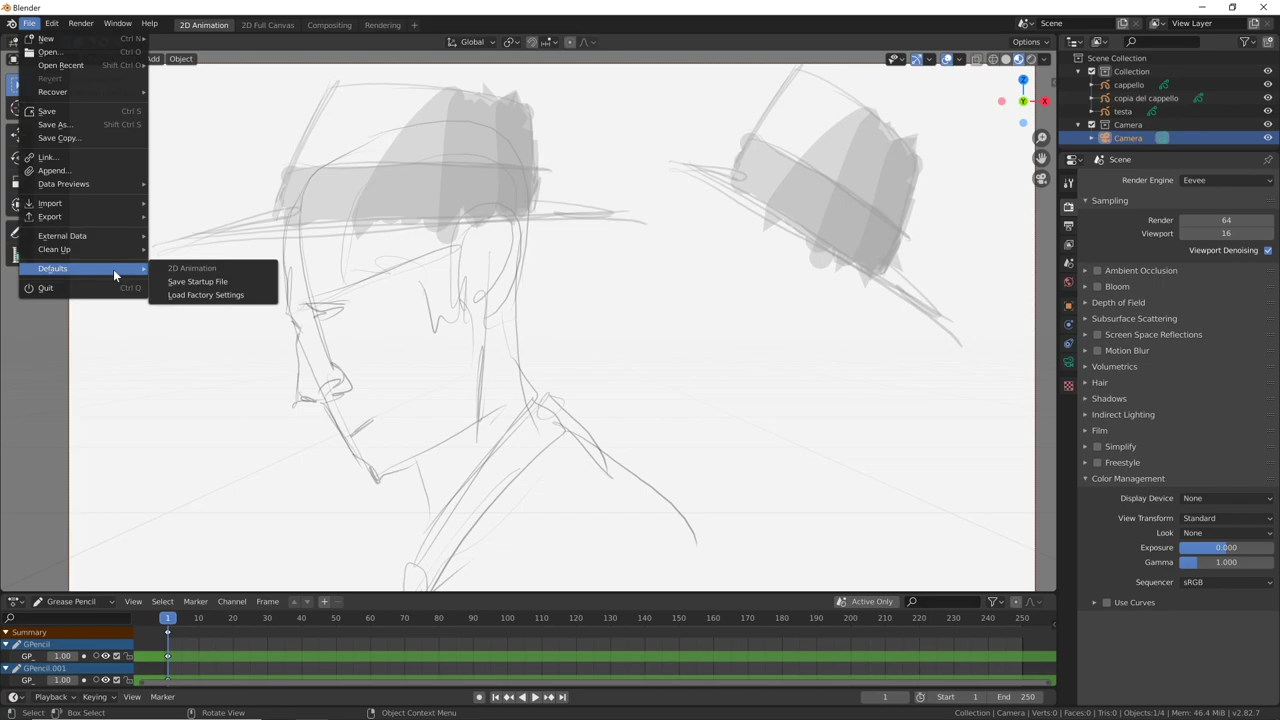 Blender
File Edit Render Window Help 2D Animation 2D Full Canvas Compositing Rendering + Scene View Layer
Global Options
New Ctrl N
Open... Ctrl O
Open Recent Shift Ctrl O
Revert
Recover
Save Ctrl S
Save As... Shift Ctrl S
Save Copy...
Link...
Append...
Data Previews
Import
Export
External Data
Clean Up
Defaults
Quit Ctrl Q
2D Animation
Save Startup File
Load Factory Settings
Object
Z
Y X
Scene Collection
Collection
cappello
copia del cappello
testa
Camera
Camera
Scene
Render Engine Eevee
Sampling
Render 64
Viewport 16
Viewport Denoising
Ambient Occlusion
Bloom
Depth of Field
Subsurface Scattering
Screen Space Reflections
Motion Blur
Volumetrics
Hair
Shadows
Indirect Lighting
Film
Simplify
Freestyle
Color Management
Display Device None
View Transform Standard
Look None
Exposure 0.000
Gamma 1.000
Sequencer sRGB
Use Curves
Grease Pencil View Select Marker Channel Frame Active Only
1 10 20 30 40 50 60 70 80 90 100 110 120 130 140 150 160 170 180 190 200 210 220 230 240 250
Summary
GPencil
GP_ 1.00
GPencil.001
GP_ 1.00
Playback Keying View Marker 1 Start 1 End 250
Select Box Select Rotate View Object Context Menu Collection | Camera | Verts:0 | Faces:0 | Tris:0 | Objects:1/4 | Mem: 46.4 MiB | v2.82.7